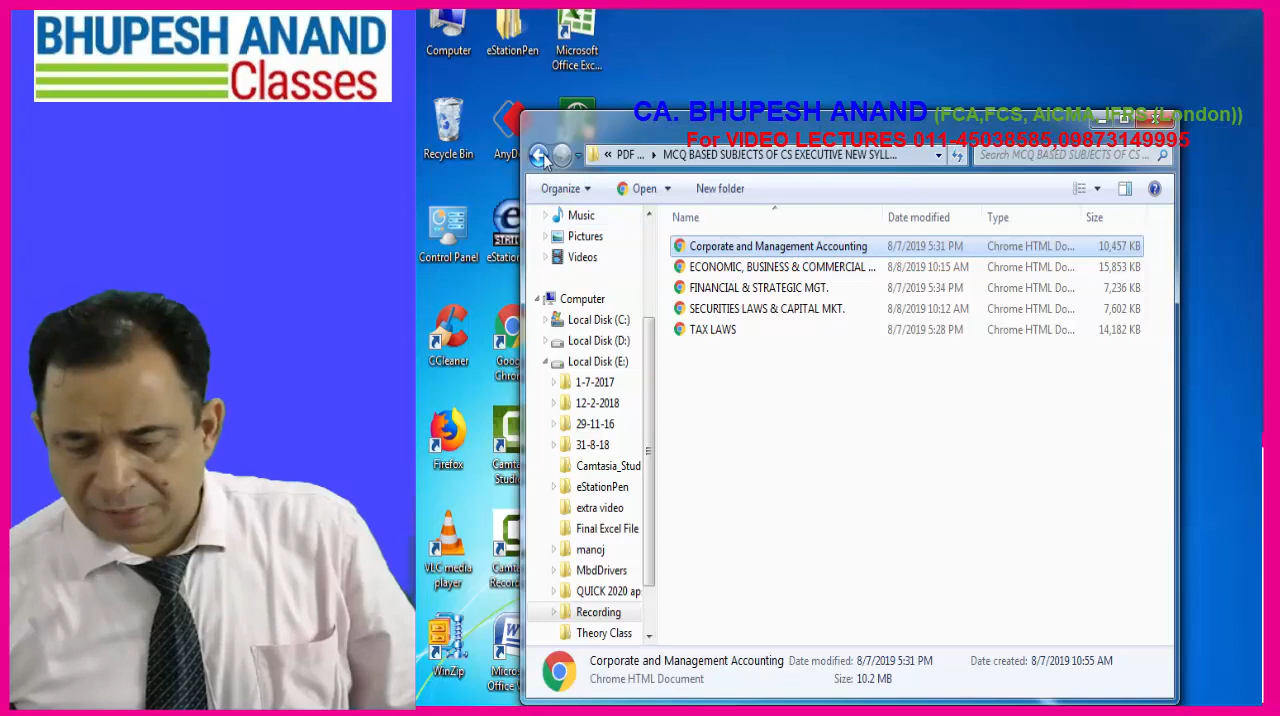 BHUPESH ANAND
Classes
CA. BHUPESH ANAND (FCA,FCS, AICMA, IFRS (London))
For VIDEO LECTURES 011-45038585,09873149995
Computer
eStationPen
Microsoft
Office Exc...
Recycle Bin
Control Panel
CCleaner
Firefox
VLC media
player
WinZip
« PDF ... MCQ BASED SUBJECTS OF CS EXECUTIVE NEW SYLL...
Search MCQ BASED SUBJECTS OF CS ...
Organize Open New folder
Music
Pictures
Videos
Computer
Local Disk (C:)
Local Disk (D:)
Local Disk (E:)
1-7-2017
12-2-2018
29-11-16
31-8-18
Camtasia_Stud
eStationPen
extra video
Final Excel File
manoj
MbdDrivers
QUICK 2020 ap
Recording
Theory Class
Name Date modified Type Size
Corporate and Management Accounting 8/7/2019 5:31 PM Chrome HTML Do... 10,457 KB
ECONOMIC, BUSINESS & COMMERCIAL ... 8/8/2019 10:15 AM Chrome HTML Do... 15,853 KB
FINANCIAL & STRATEGIC MGT. 8/7/2019 5:34 PM Chrome HTML Do... 7,236 KB
SECURITIES LAWS & CAPITAL MKT. 8/8/2019 10:12 AM Chrome HTML Do... 7,602 KB
TAX LAWS 8/7/2019 5:28 PM Chrome HTML Do... 14,182 KB
Corporate and Management Accounting Date modified: 8/7/2019 5:31 PM Date created: 8/7/2019 10:55 AM
Chrome HTML Document Size: 10.2 MB